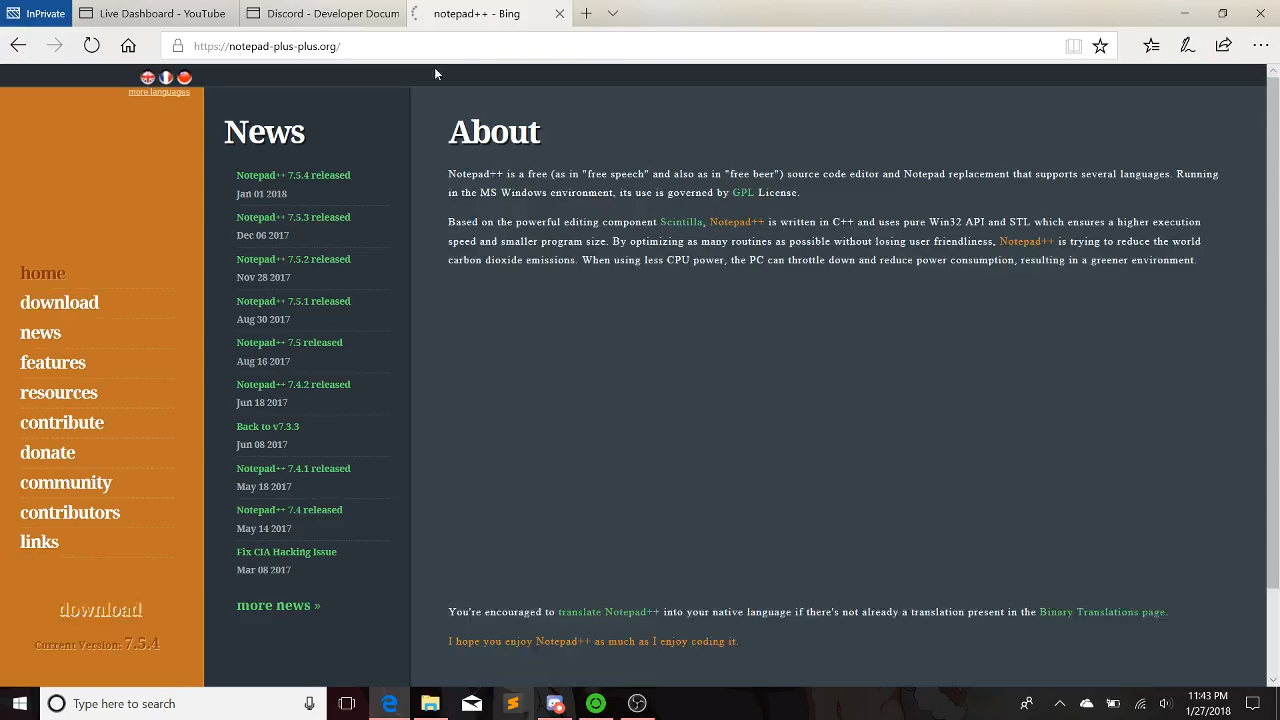 InPrivate
Live Dashboard - YouTube
Discord - Developer Docum
notepad++ - Bing
https://notepad-plus-plus.org/
more languages
home
download
news
features
resources
contribute
donate
community
contributors
links
download
Current Version: 7.5.4
News
Notepad++ 7.5.4 released
Jan 01 2018
Notepad++ 7.5.3 released
Dec 06 2017
Notepad++ 7.5.2 released
Nov 28 2017
Notepad++ 7.5.1 released
Aug 30 2017
Notepad++ 7.5 released
Aug 16 2017
Notepad++ 7.4.2 released
Jun 18 2017
Back to v7.3.3
Jun 08 2017
Notepad++ 7.4.1 released
May 18 2017
Notepad++ 7.4 released
May 14 2017
Fix CIA Hacking Issue
Mar 08 2017
more news »
About
Notepad++ is a free (as in "free speech" and also as in "free beer") source code editor and Notepad replacement that supports several languages. Running
in the MS Windows environment, its use is governed by GPL License.
Based on the powerful editing component Scintilla, Notepad++ is written in C++ and uses pure Win32 API and STL which ensures a higher execution
speed and smaller program size. By optimizing as many routines as possible without losing user friendliness, Notepad++ is trying to reduce the world
carbon dioxide emissions. When using less CPU power, the PC can throttle down and reduce power consumption, resulting in a greener environment.
You're encouraged to translate Notepad++ into your native language if there's not already a translation present in the Binary Translations page.
I hope you enjoy Notepad++ as much as I enjoy coding it.
Type here to search
11:43 PM
1/27/2018